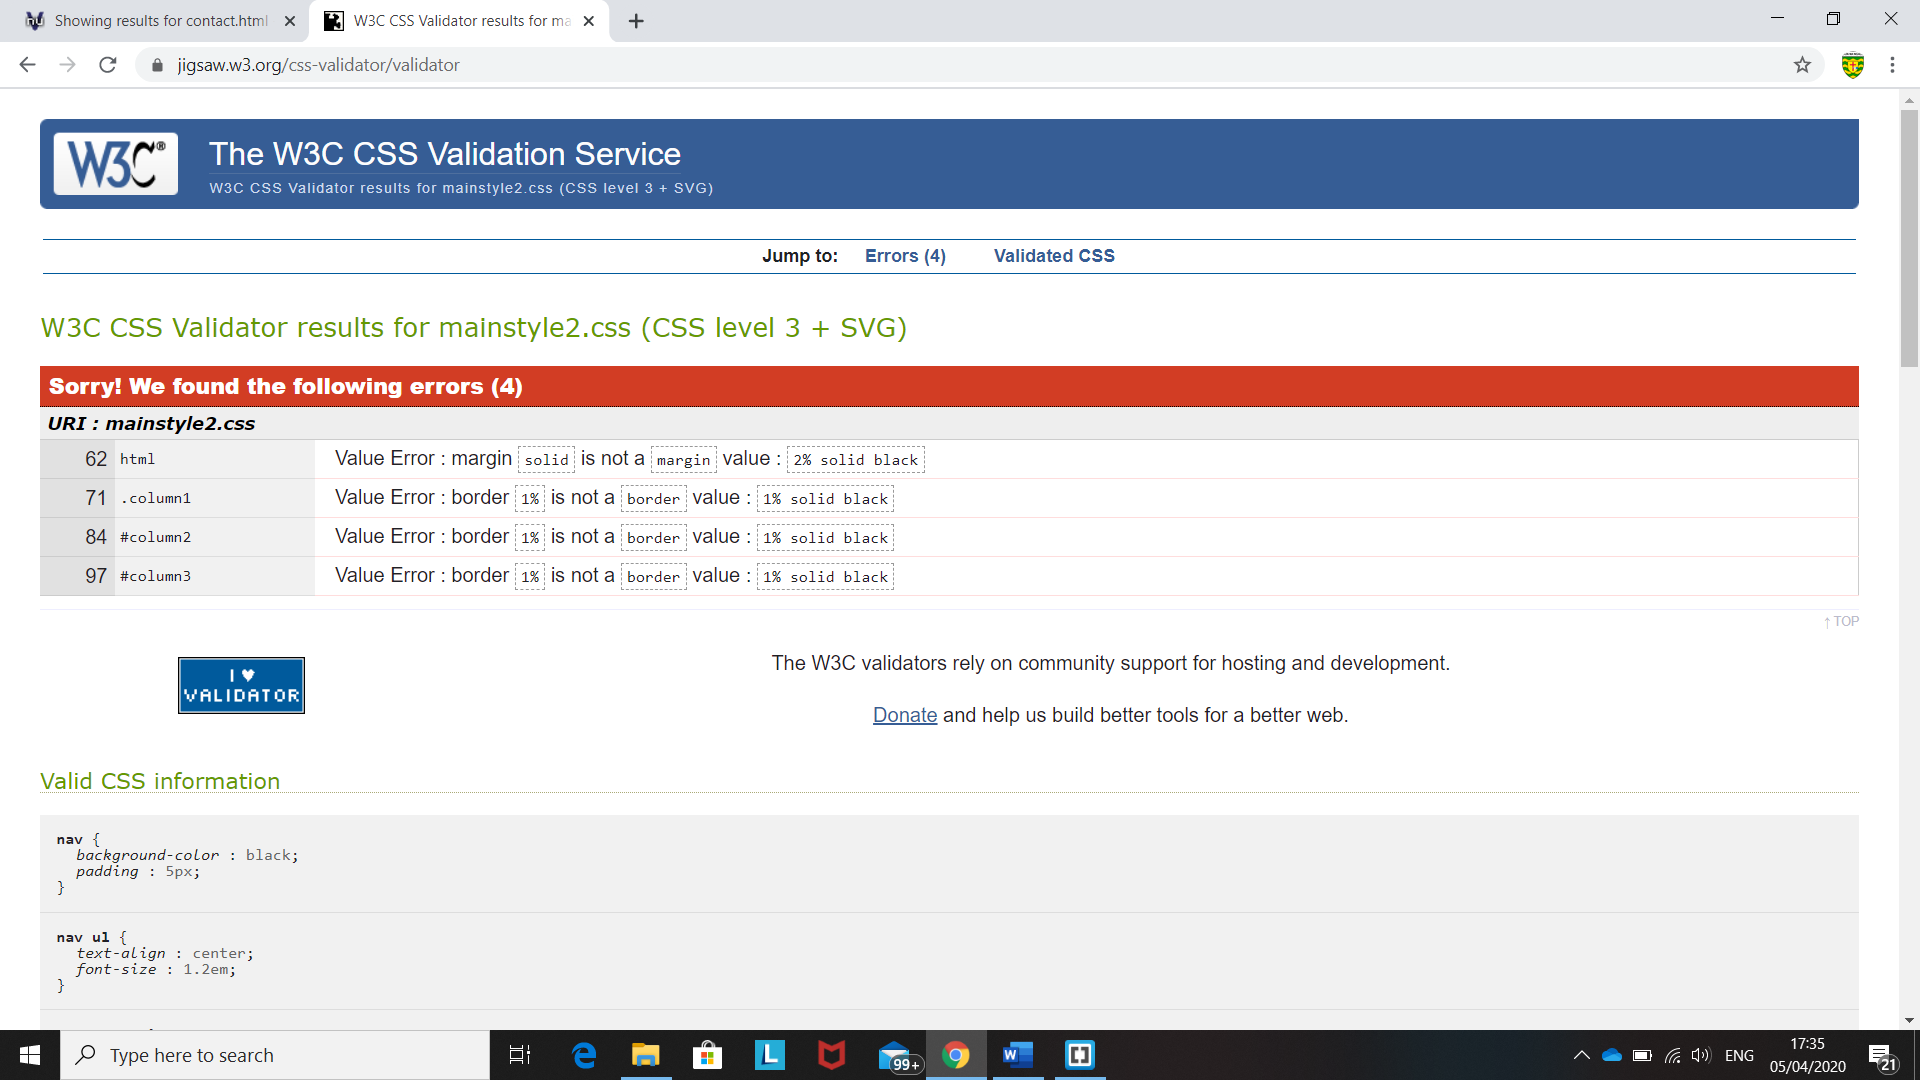 Showing results for contact.html
W3C CSS Validator results for ma
jigsaw.w3.org/css-validator/validator
W3C®
The W3C CSS Validation Service
W3C CSS Validator results for mainstyle2.css (CSS level 3 + SVG)
Jump to: Errors (4) Validated CSS
W3C CSS Validator results for mainstyle2.css (CSS level 3 + SVG)
Sorry! We found the following errors (4)
URI : mainstyle2.css
62 html Value Error : margin solid is not a margin value : 2% solid black
71 .column1 Value Error : border 1% is not a border value : 1% solid black
84 #column2 Value Error : border 1% is not a border value : 1% solid black
97 #column3 Value Error : border 1% is not a border value : 1% solid black
↑ TOP
I ♥
VALIDATOR
The W3C validators rely on community support for hosting and development.
Donate and help us build better tools for a better web.
Valid CSS information
nav {
background-color : black;
padding : 5px;
}
nav ul {
text-align : center;
font-size : 1.2em;
}
Type here to search
L
99+
W
ENG
17:35
05/04/2020
21